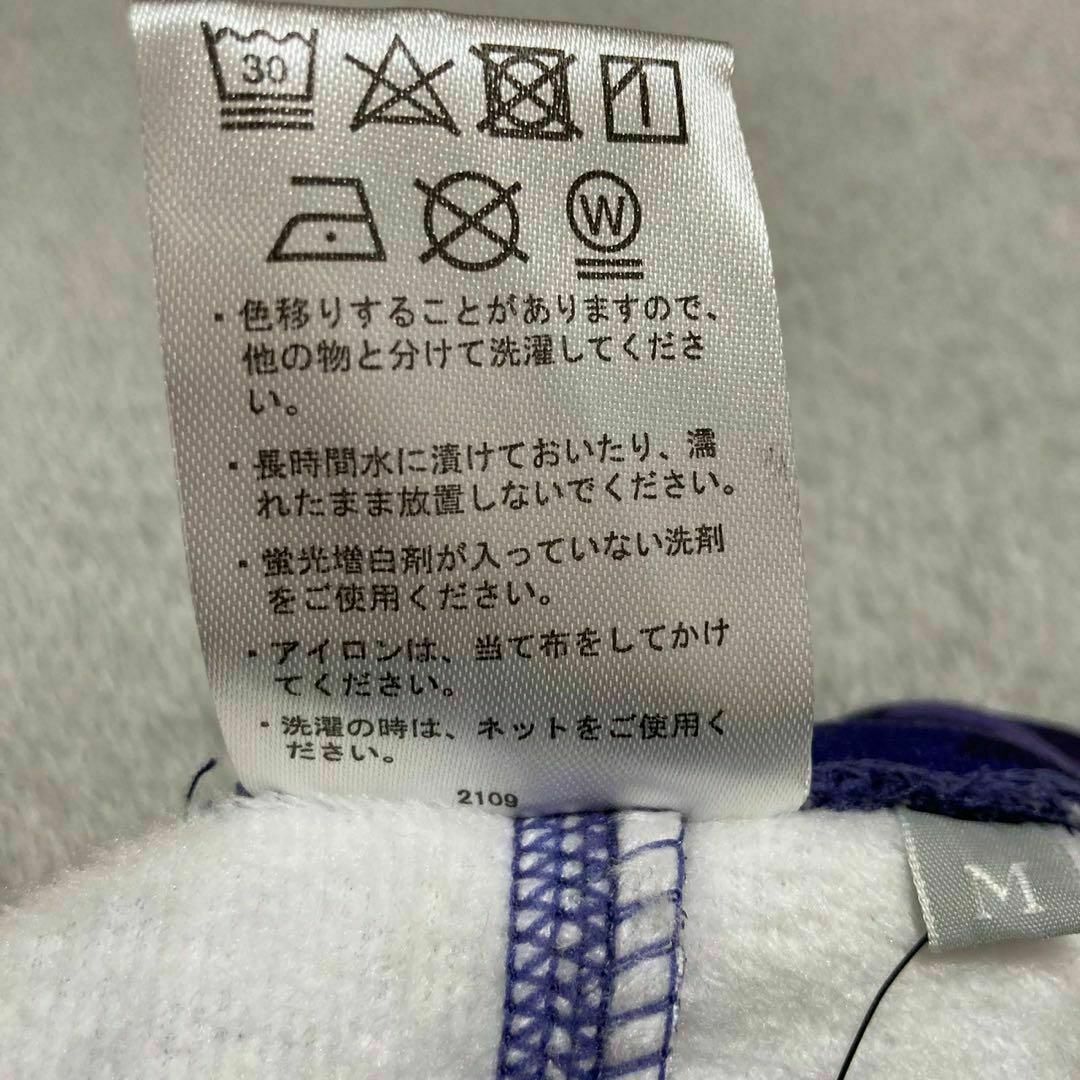 30
W
・色移りすることがありますので、
他の物と分けて洗濯してくださ
い。
・長時間水に漬けておいたり、濡
れたまま放置しないでください。
・蛍光増白剤が入っていない洗剤
をご使用ください。
・アイロンは、当て布をしてかけ
てください。
・洗濯の時は、ネットをご使用く
ださい。
2109
M